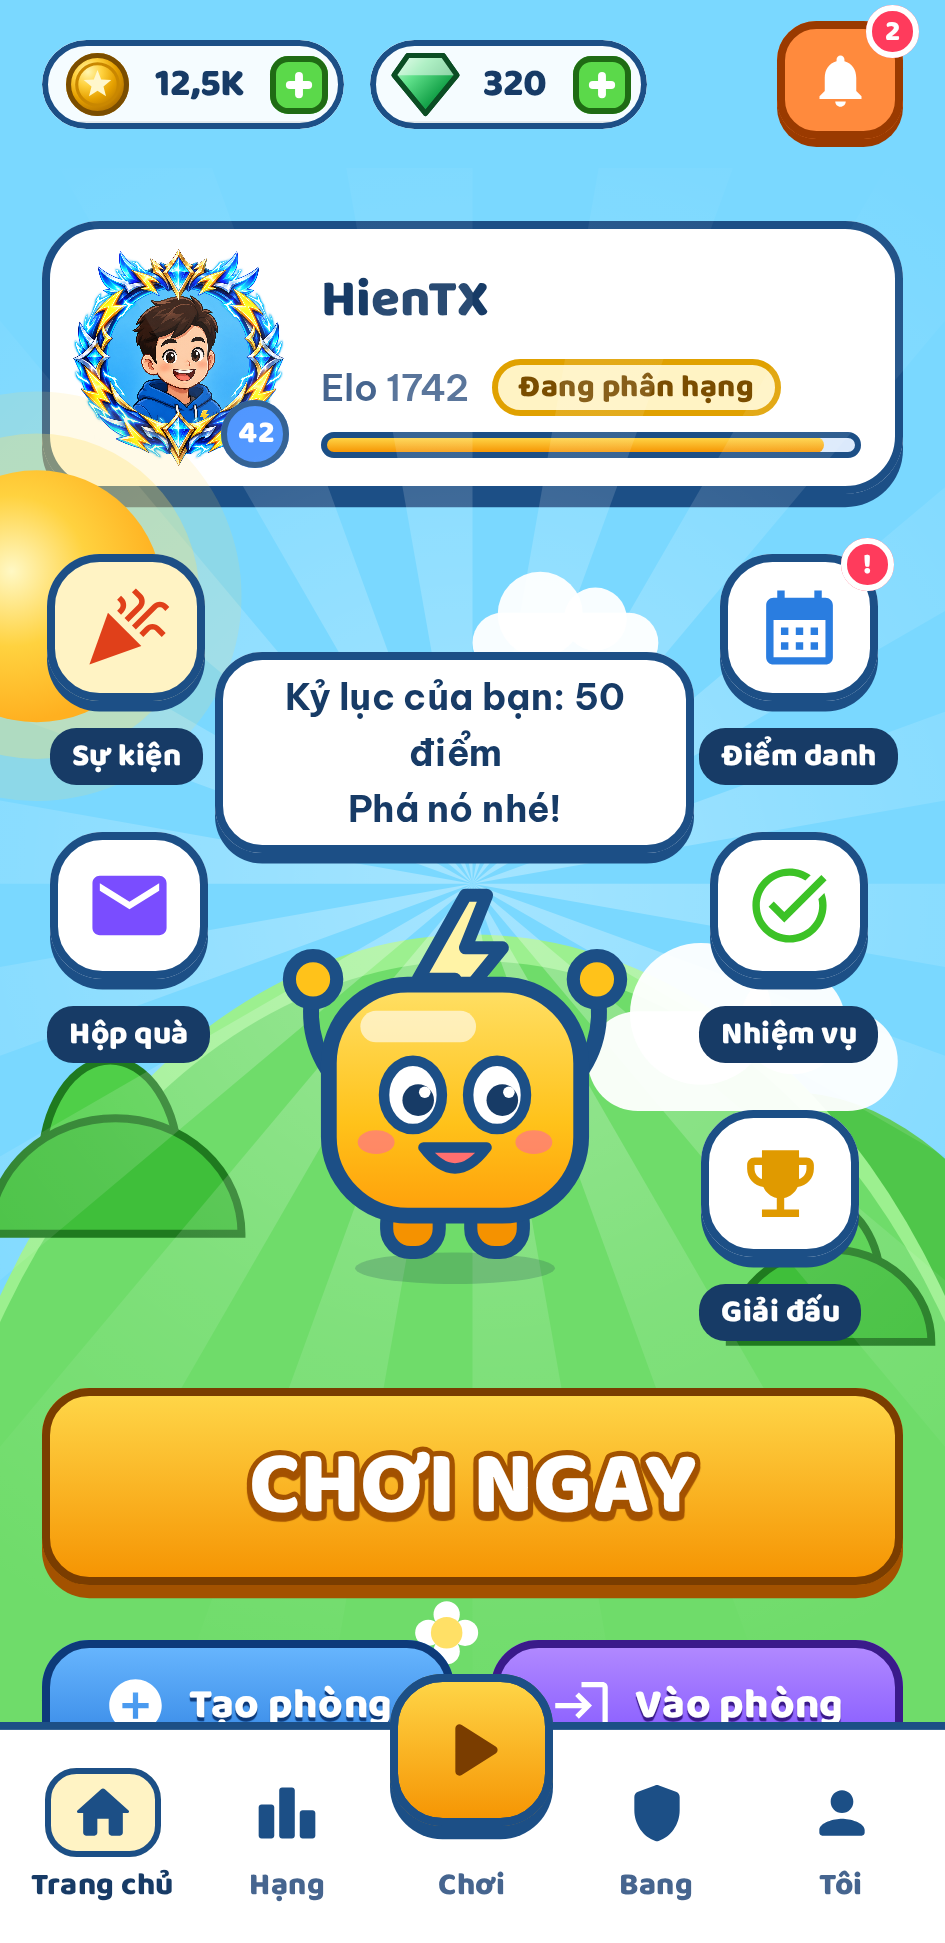 12,5K
320
2
HienTX
Elo 1742
Đang phân hạng
42
!
Sự kiện
Kỷ lục của bạn: 50
điểm
Phá nó nhé!
Điểm danh
Hộp quà
Nhiệm vụ
Giải đấu
CHƠI NGAY
Tạo phòng
Vào phòng
Trang chủ
Hạng
Chơi
Bang
Tôi